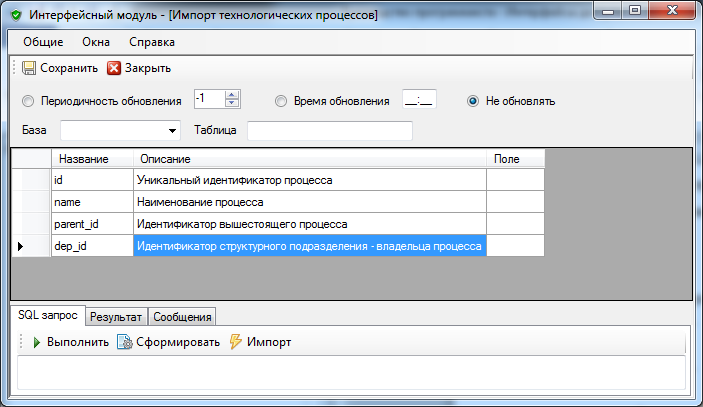 Интерфейсный модуль - [Импорт технологических процессов]
Общие Окна Справка
Сохранить Закрыть
Периодичность обновления -1 Время обновления __:__ Не обновлять
База Таблица
Название Описание Поле
id Уникальный идентификатор процесса
name Наименование процесса
parent_id Идентификатор вышестоящего процесса
dep_id Идентификатор структурного подразделения - владельца процесса
SQL запрос Результат Сообщения
Выполнить Сформировать Импорт